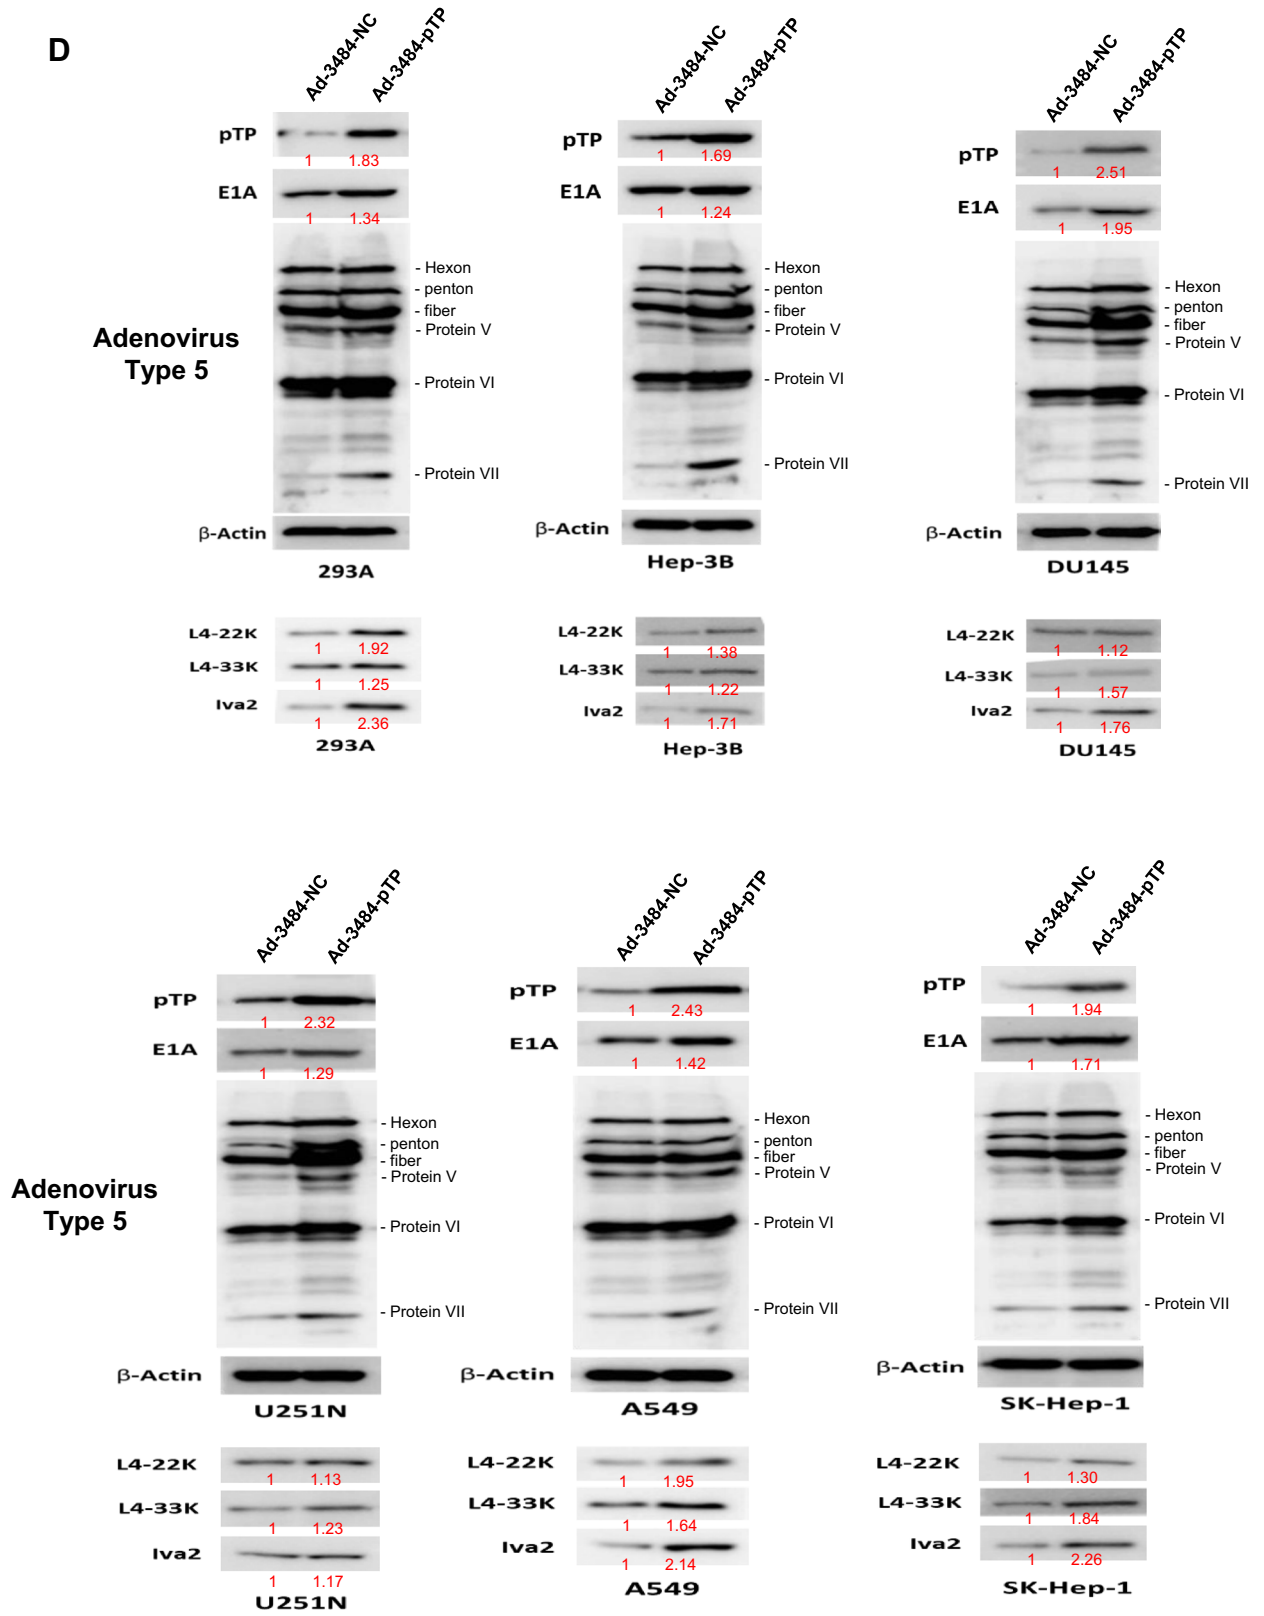 D
Ad-3484-NC
Ad-3484-pTP
pTP
1 1.83
E1A
1 1.34
- Hexon
- penton
- fiber
- Protein V
- Protein VI
- Protein VII
β-Actin
293A
L4-22K
1 1.92
L4-33K
1 1.25
Iva2
1 2.36
293A
Ad-3484-NC
Ad-3484-pTP
pTP
1 1.69
E1A
1 1.24
- Hexon
- penton
- fiber
- Protein V
- Protein VI
- Protein VII
β-Actin
Hep-3B
L4-22K
1 1.38
L4-33K
1 1.22
Iva2
1 1.71
Hep-3B
Ad-3484-NC
Ad-3484-pTP
pTP
1 2.51
E1A
1 1.95
- Hexon
- penton
- fiber
- Protein V
- Protein VI
- Protein VII
β-Actin
DU145
L4-22K
1 1.12
L4-33K
1 1.57
Iva2
1 1.76
DU145
Adenovirus
Type 5
Ad-3484-NC
Ad-3484-pTP
pTP
1 2.32
E1A
1 1.29
- Hexon
- penton
- fiber
- Protein V
- Protein VI
- Protein VII
β-Actin
U251N
L4-22K
1 1.13
L4-33K
1 1.23
Iva2
1 1.17
U251N
Ad-3484-NC
Ad-3484-pTP
pTP
1 2.43
E1A
1 1.42
- Hexon
- penton
- fiber
- Protein V
- Protein VI
- Protein VII
β-Actin
A549
L4-22K
1 1.95
L4-33K
1 1.64
Iva2
1 2.14
A549
Ad-3484-NC
Ad-3484-pTP
pTP
1 1.94
E1A
1 1.71
- Hexon
- penton
- fiber
- Protein V
- Protein VI
- Protein VII
β-Actin
SK-Hep-1
L4-22K
1 1.30
L4-33K
1 1.84
Iva2
1 2.26
SK-Hep-1
Adenovirus
Type 5